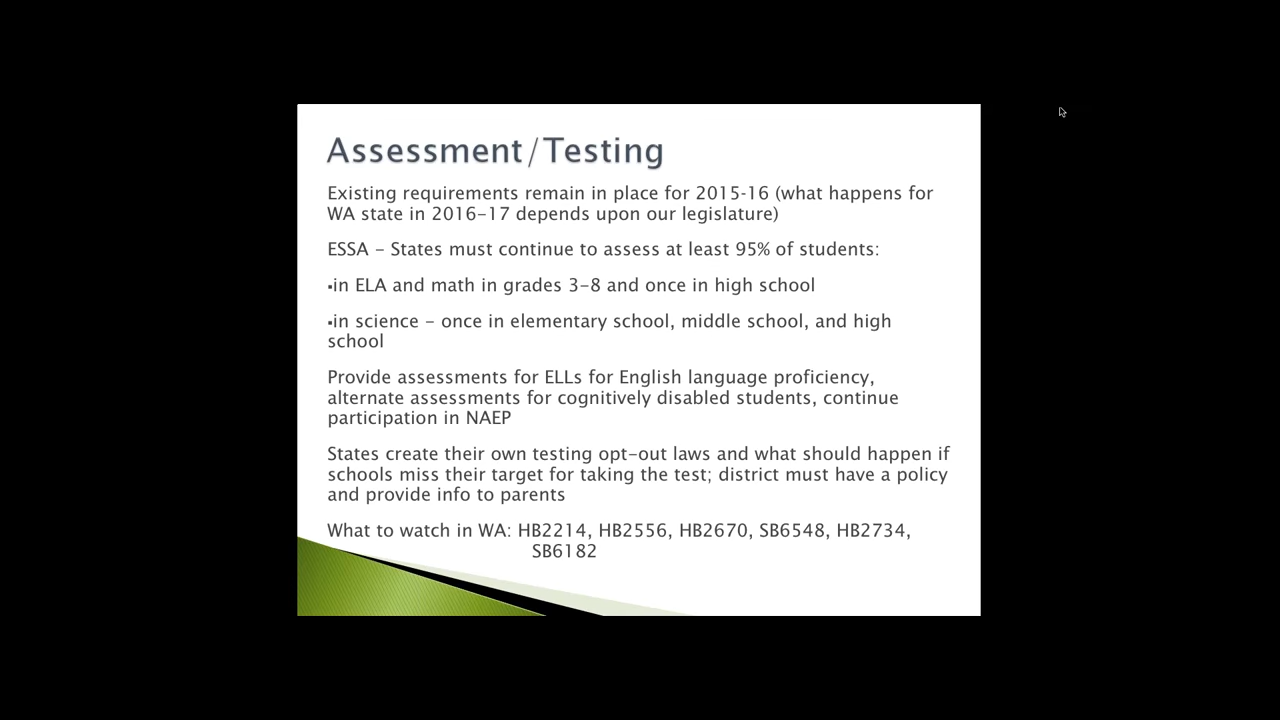 Assessment/Testing
Existing requirements remain in place for 2015-16 (what happens for
WA state in 2016-17 depends upon our legislature)
ESSA – States must continue to assess at least 95% of students:
▪in ELA and math in grades 3-8 and once in high school
▪in science – once in elementary school, middle school, and high
school
Provide assessments for ELLs for English language proficiency,
alternate assessments for cognitively disabled students, continue
participation in NAEP
States create their own testing opt-out laws and what should happen if
schools miss their target for taking the test; district must have a policy
and provide info to parents
What to watch in WA: HB2214, HB2556, HB2670, SB6548, HB2734,
SB6182